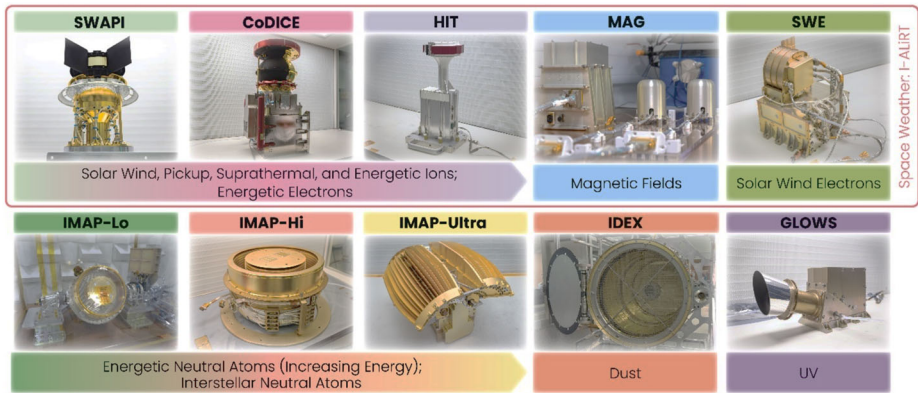 SWAPI
CoDICE
HIT
MAG
SWE
Solar Wind, Pickup, Suprathermal, and Energetic Ions;
Energetic Electrons
Magnetic Fields
Solar Wind Electrons
Space Weather: I-ALiRT
IMAP-Lo
IMAP-Hi
IMAP-Ultra
IDEX
GLOWS
Energetic Neutral Atoms (Increasing Energy);
Interstellar Neutral Atoms
Dust
UV